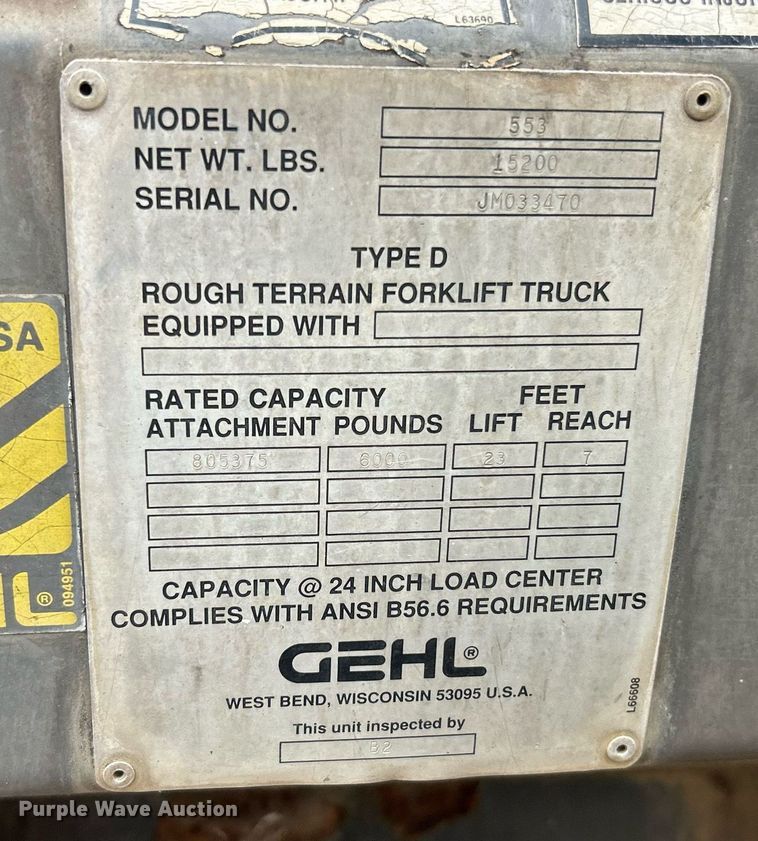 L63690
MODEL NO. 553
NET WT. LBS. 15200
SERIAL NO. JM033470
TYPE D
ROUGH TERRAIN FORKLIFT TRUCK
EQUIPPED WITH
RATED CAPACITY FEET
ATTACHMENT POUNDS LIFT REACH
805375 6000 23 7
CAPACITY @ 24 INCH LOAD CENTER
COMPLIES WITH ANSI B56.6 REQUIREMENTS
GEHL®
WEST BEND, WISCONSIN 53095 U.S.A.
L66608
This unit inspected by
B2
SA
®
094951
Purple Wave Auction